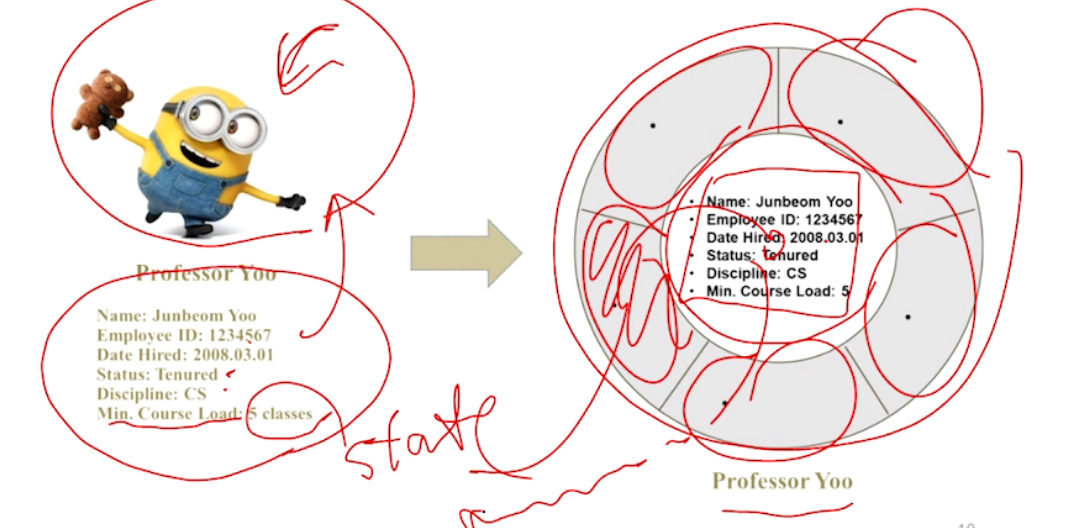 Professor Yoo
Name: Junbeom Yoo
Employee ID: 1234567
Date Hired: 2008.03.01
Status: Tenured
Discipline: CS
Min. Course Load: 5 classes
state
• Name: Junbeom Yoo
• Employee ID: 1234567
• Date Hired: 2008.03.01
• Status: Tenured
• Discipline: CS
• Min. Course Load: 5
Professor Yoo